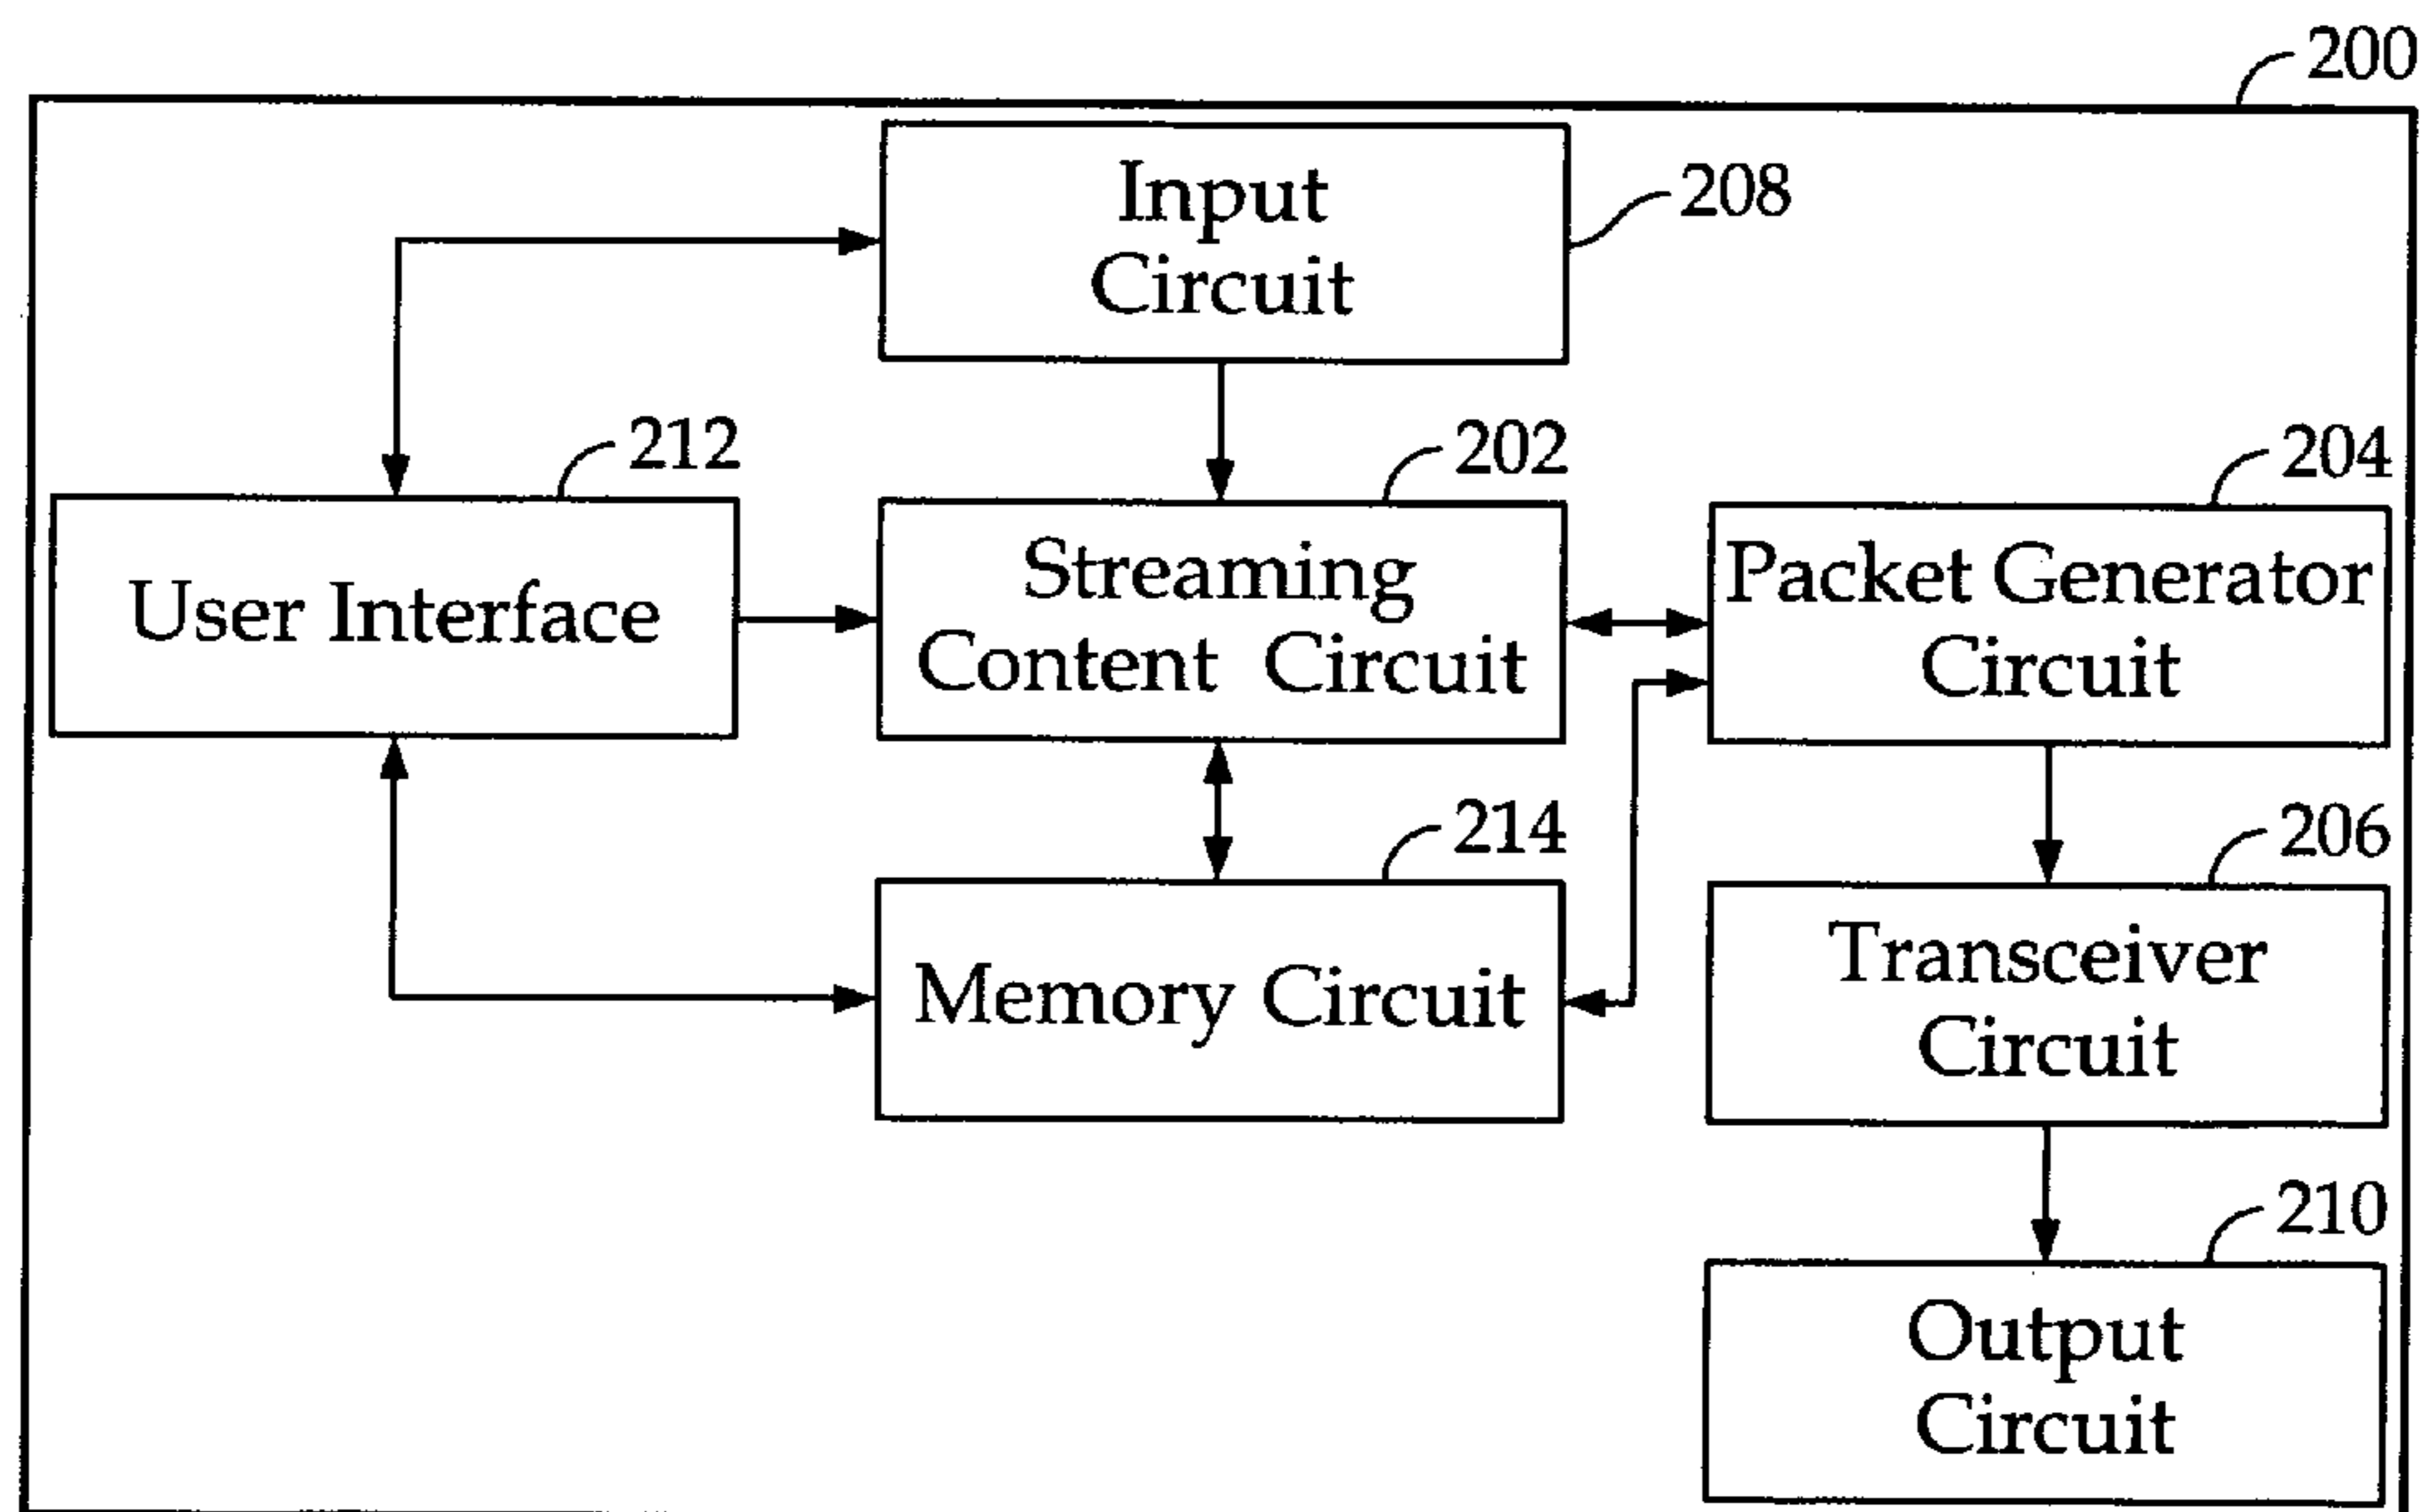 200
Input
Circuit
208
212
202
204
User Interface
Streaming
Content Circuit
Packet Generator
Circuit
214
206
Memory Circuit
Transceiver
Circuit
210
Output
Circuit